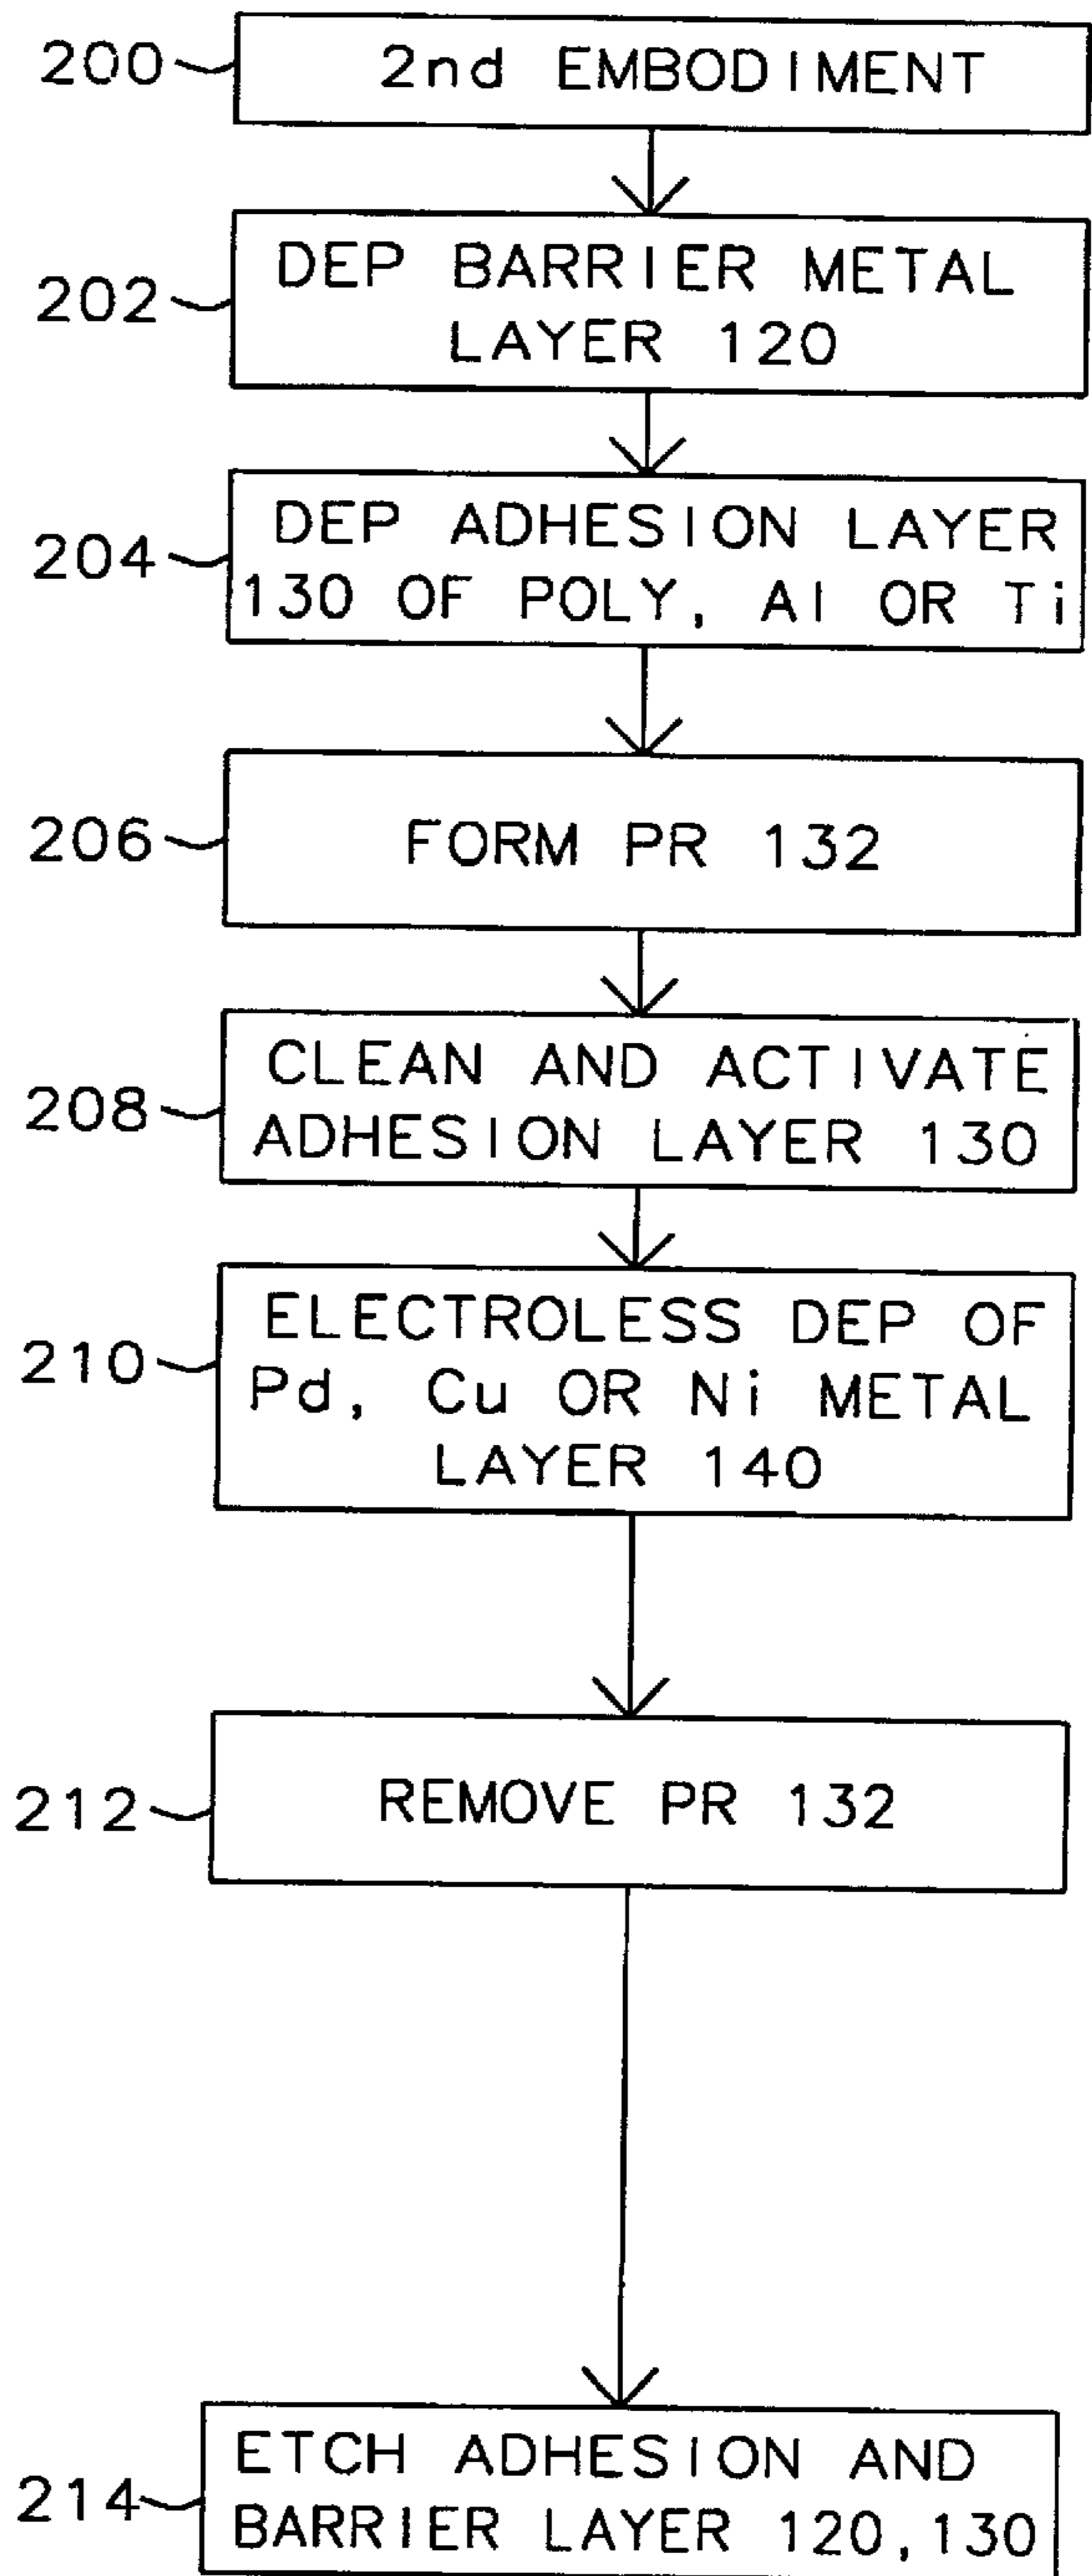 200
2nd EMBODIMENT
202
DEP BARRIER METAL
LAYER 120
204
DEP ADHESION LAYER
130 OF POLY, Al OR Ti
206
FORM PR 132
208
CLEAN AND ACTIVATE
ADHESION LAYER 130
210
ELECTROLESS DEP OF
Pd, Cu OR Ni METAL
LAYER 140
212
REMOVE PR 132
214
ETCH ADHESION AND
BARRIER LAYER 120,130